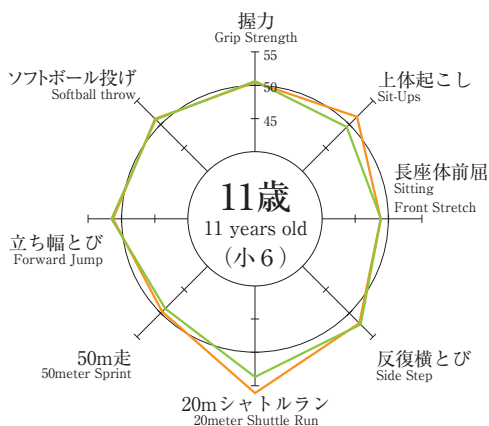 握力
Grip Strength
55
50
45
上体起こし
Sit-Ups
長座体前屈
Sitting
Front Stretch
反復横とび
Side Step
20mシャトルラン
20meter Shuttle Run
50m走
50meter Sprint
立ち幅とび
Forward Jump
ソフトボール投げ
Softball throw
11歳
11 years old
（小６）